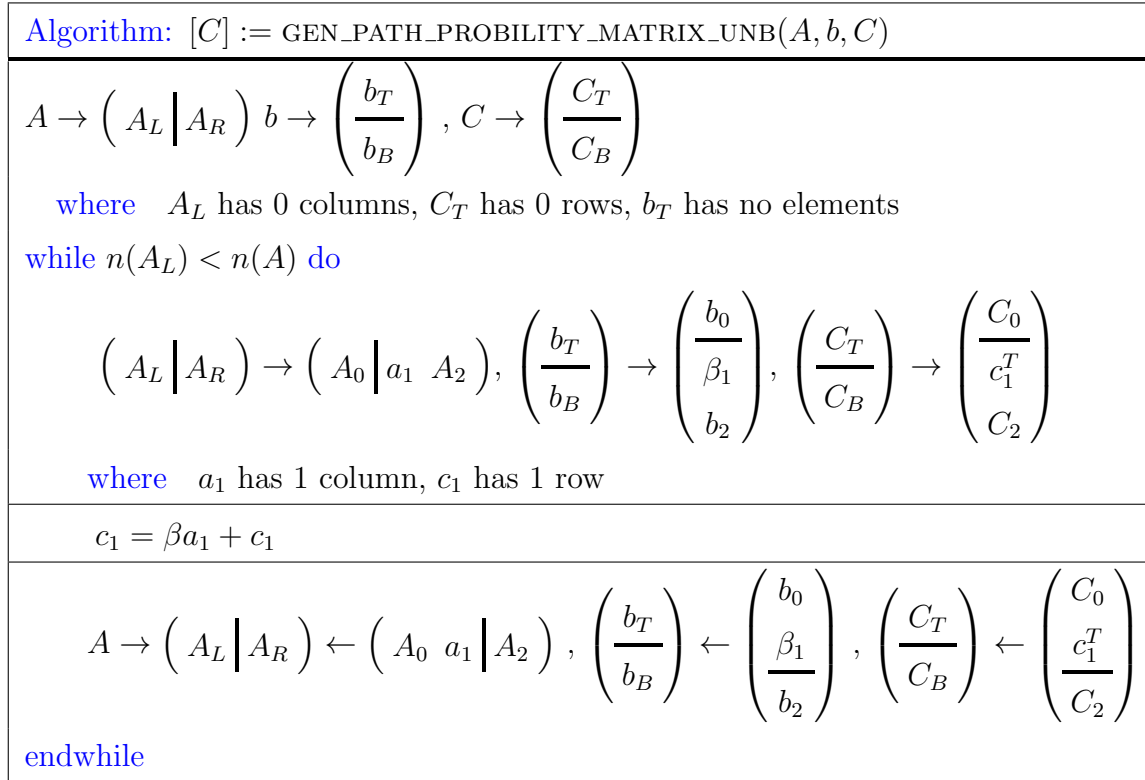 Algorithm: [C] := GEN_PATH_PROBILITY_MATRIX_UNB(A, b, C)
A → ( A_L | A_R ) b → ( b_T / b_B ) , C → ( C_T / C_B )
where A_L has 0 columns, C_T has 0 rows, b_T has no elements
while n(A_L) < n(A) do
( A_L | A_R ) → ( A_0 | a_1 A_2 ), ( b_T / b_B ) → ( b_0 / β_1 b_2 ), ( C_T / C_B ) → ( C_0 / c_1^T C_2 )
where a_1 has 1 column, c_1 has 1 row
c_1 = βa_1 + c_1
A → ( A_L | A_R ) ← ( A_0 a_1 | A_2 ) , ( b_T / b_B ) ← ( b_0 β_1 / b_2 ) , ( C_T / C_B ) ← ( C_0 c_1^T / C_2 )
endwhile